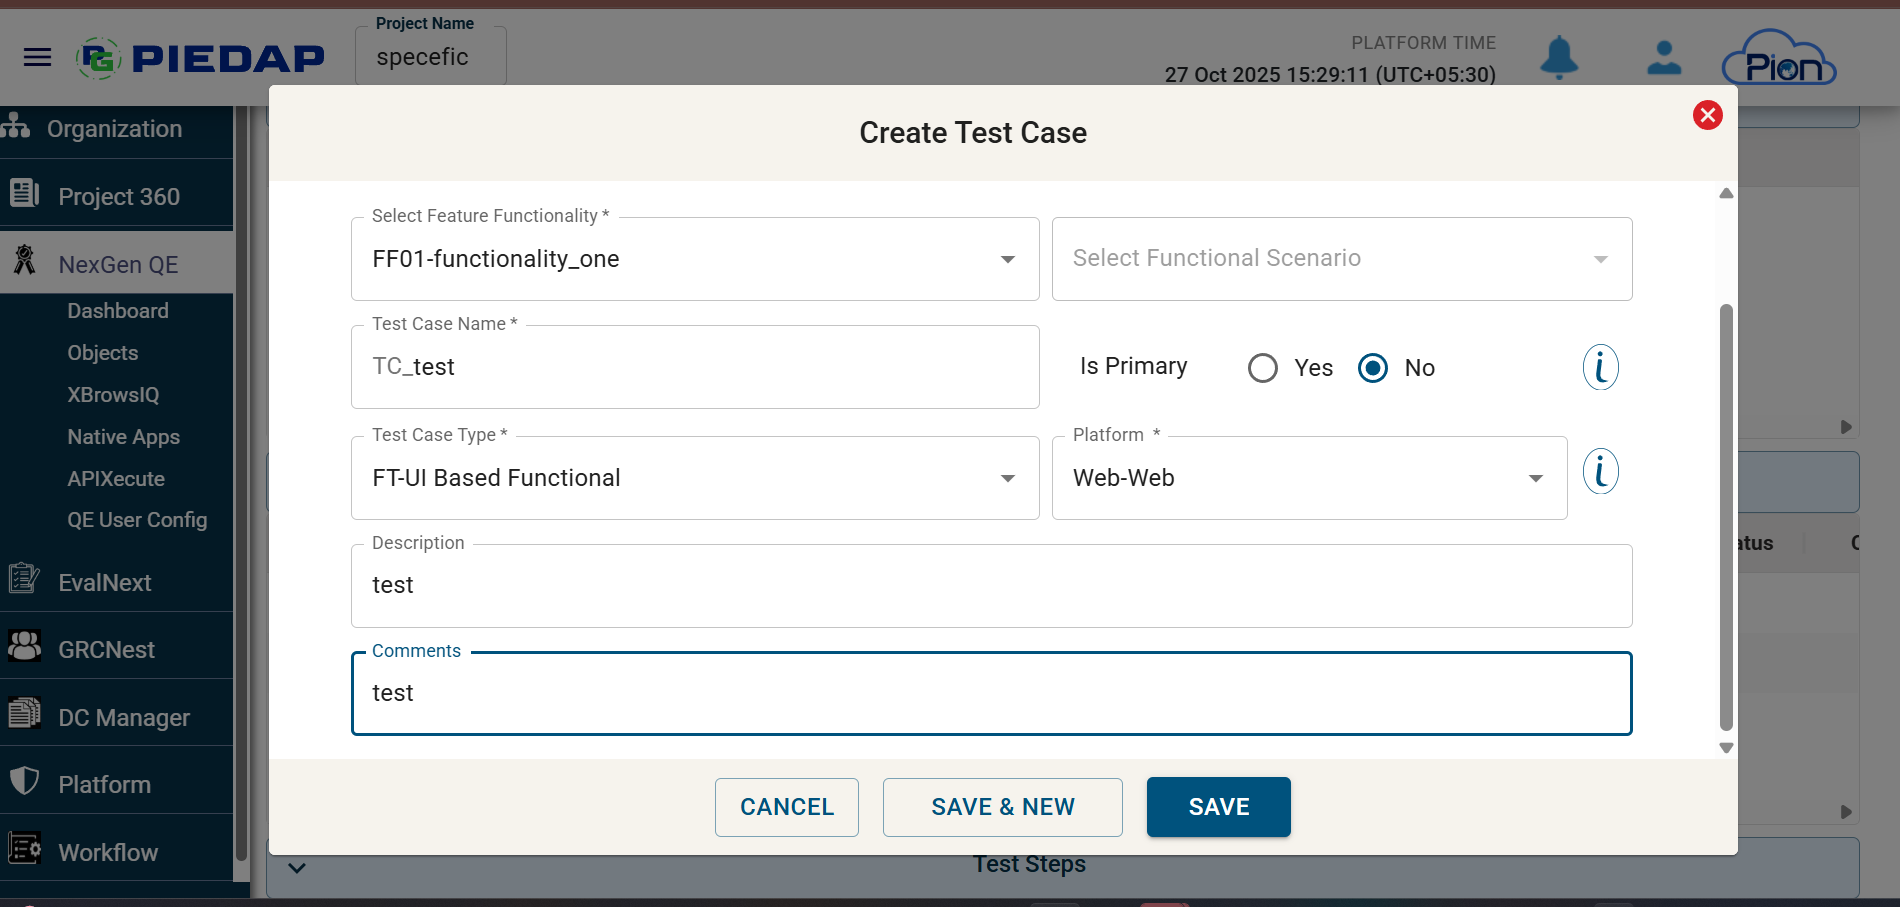 Project Name
PG PIEDAP
specefic
PLATFORM TIME
27 Oct 2025 15:29:11 (UTC+05:30)
Pion
Organization
Project 360
NexGen QE
Dashboard
Objects
XBrowsIQ
Native Apps
APIXecute
QE User Config
EvalNext
GRCNest
DC Manager
Platform
Workflow
Create Test Case
Select Feature Functionality *
FF01-functionality_one
Select Functional Scenario
Test Case Name *
TC_test
Is Primary
Yes
No
i
Test Case Type *
FT-UI Based Functional
Platform *
Web-Web
i
Description
test
Comments
test
CANCEL
SAVE & NEW
SAVE
Test Steps